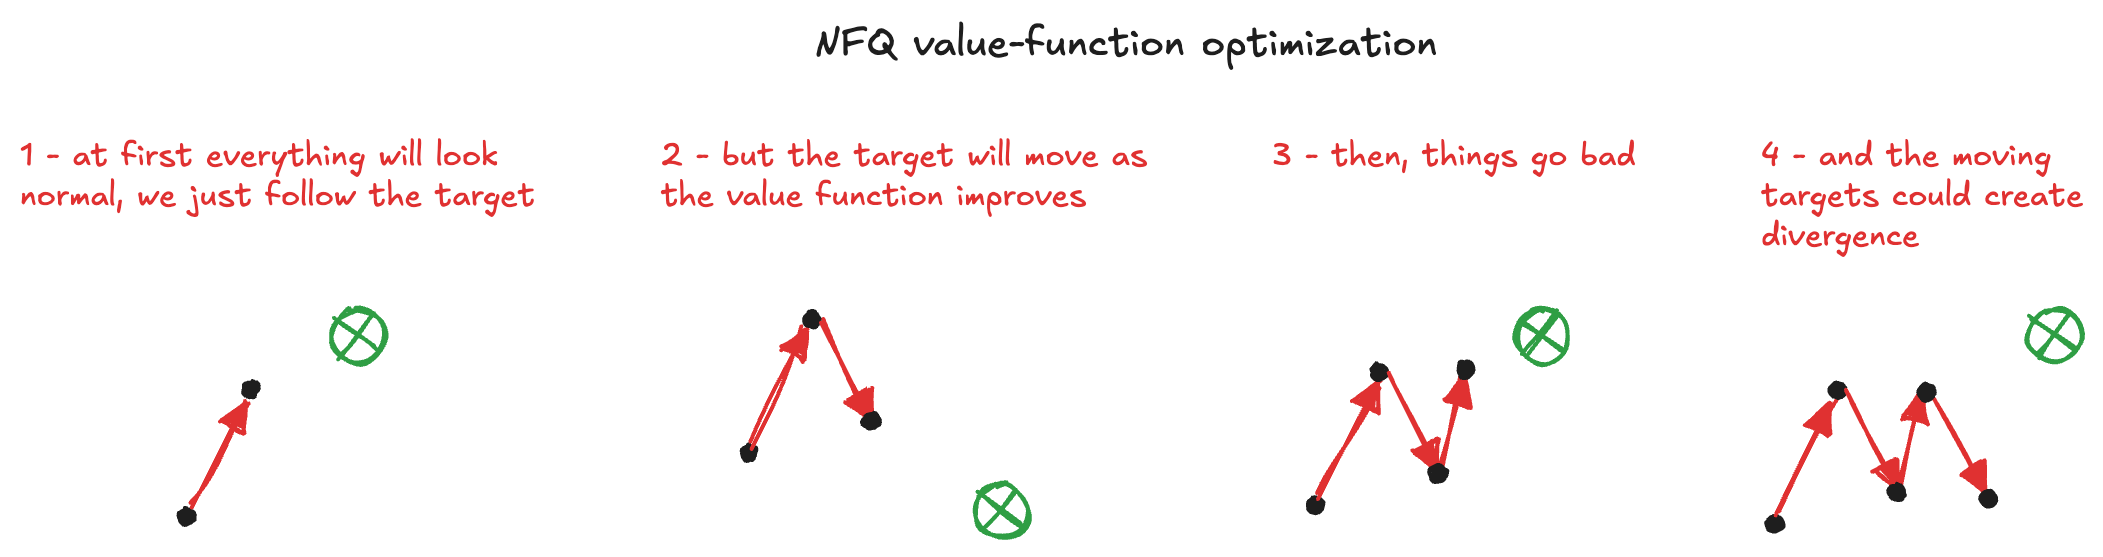 NFQ value-function optimization
1 - at first everything will look
normal, we just follow the target
2 - but the target will move as
the value function improves
3 - then, things go bad
4 - and the moving
targets could create
divergence